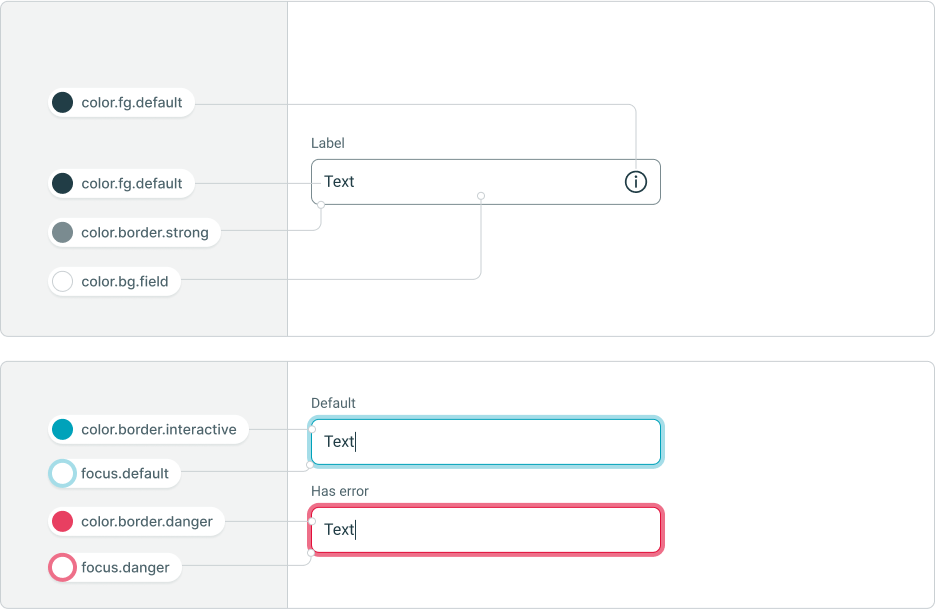 color.fg.default
Label
color.fg.default
Text
color.border.strong
color.bg.field
Default
color.border.interactive
Text
focus.default
Has error
color.border.danger
Text
focus.danger